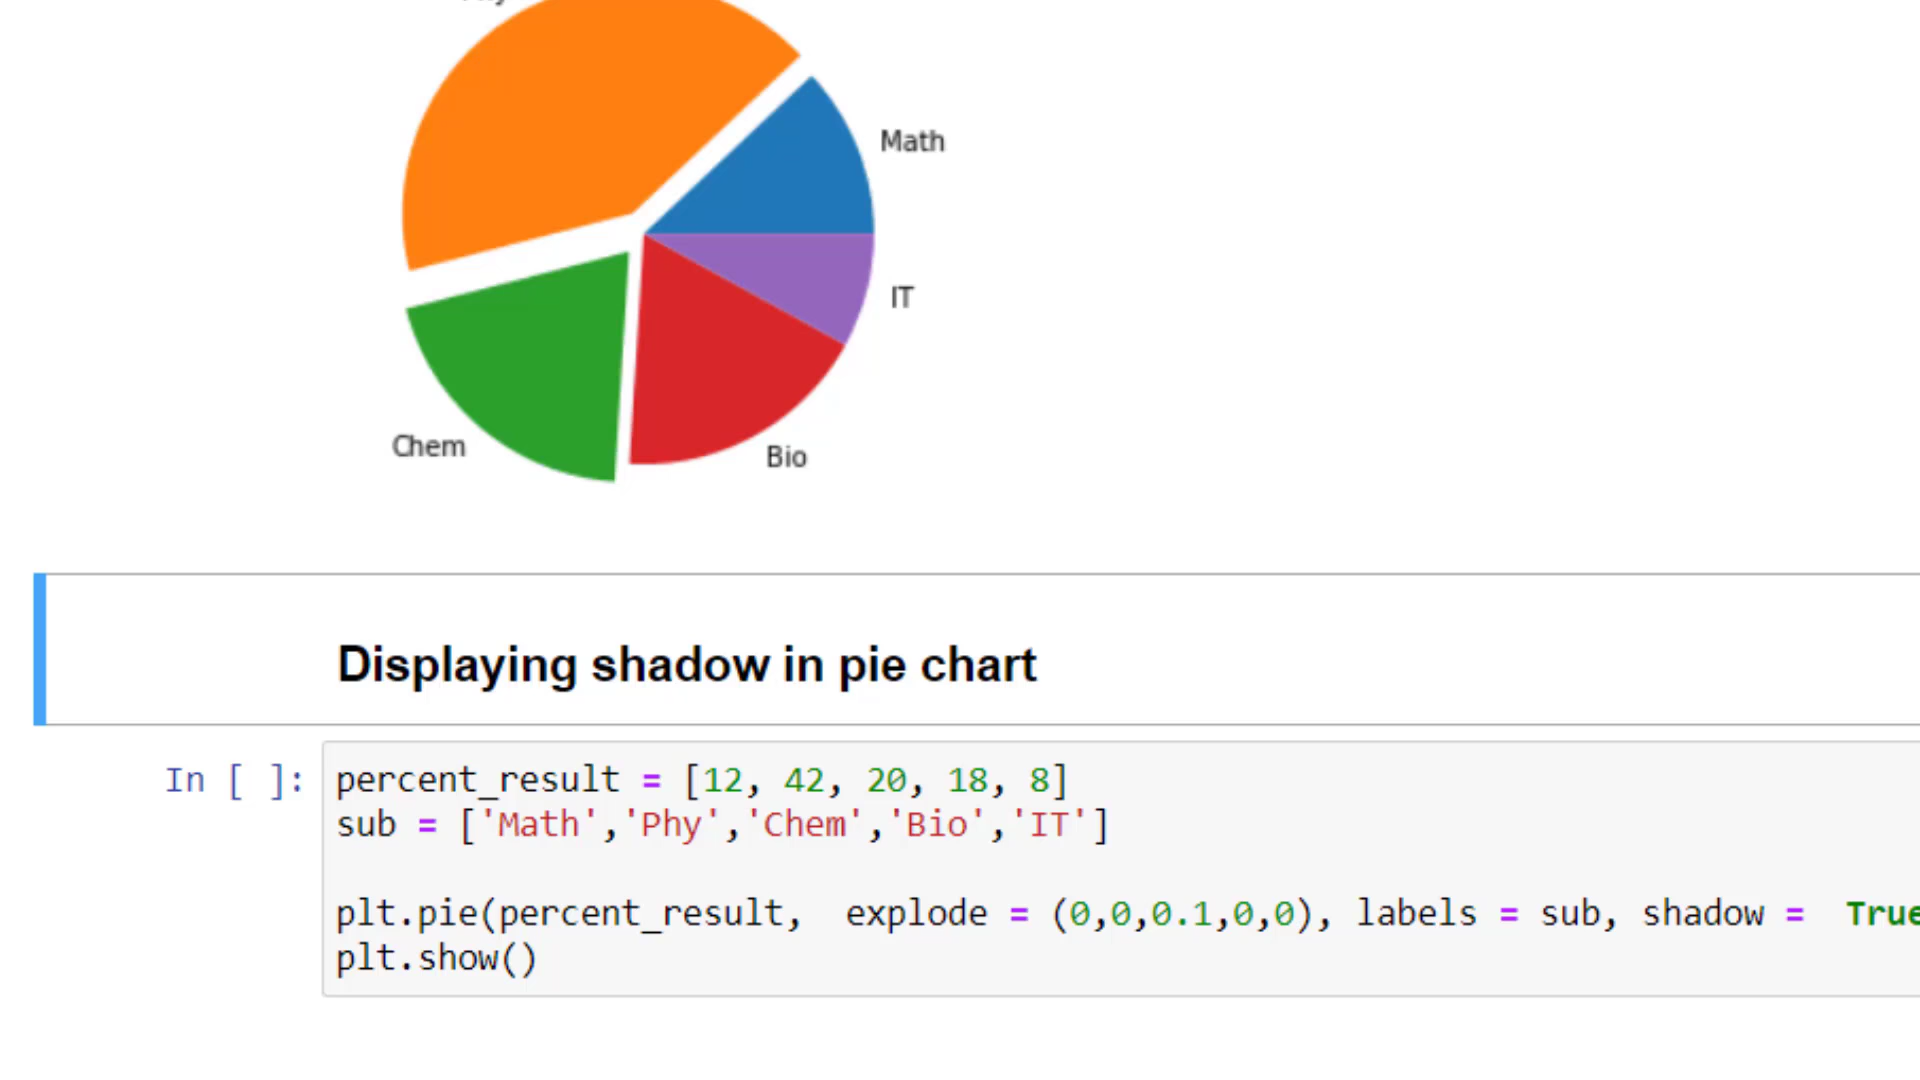 Math
IT
Chem
Bio
Displaying shadow in pie chart
In [ ]:
percent_result = [12, 42, 20, 18, 8]
sub = ['Math','Phy','Chem','Bio','IT']
plt.pie(percent_result,  explode = (0,0,0.1,0,0), labels = sub, shadow =  True
plt.show()